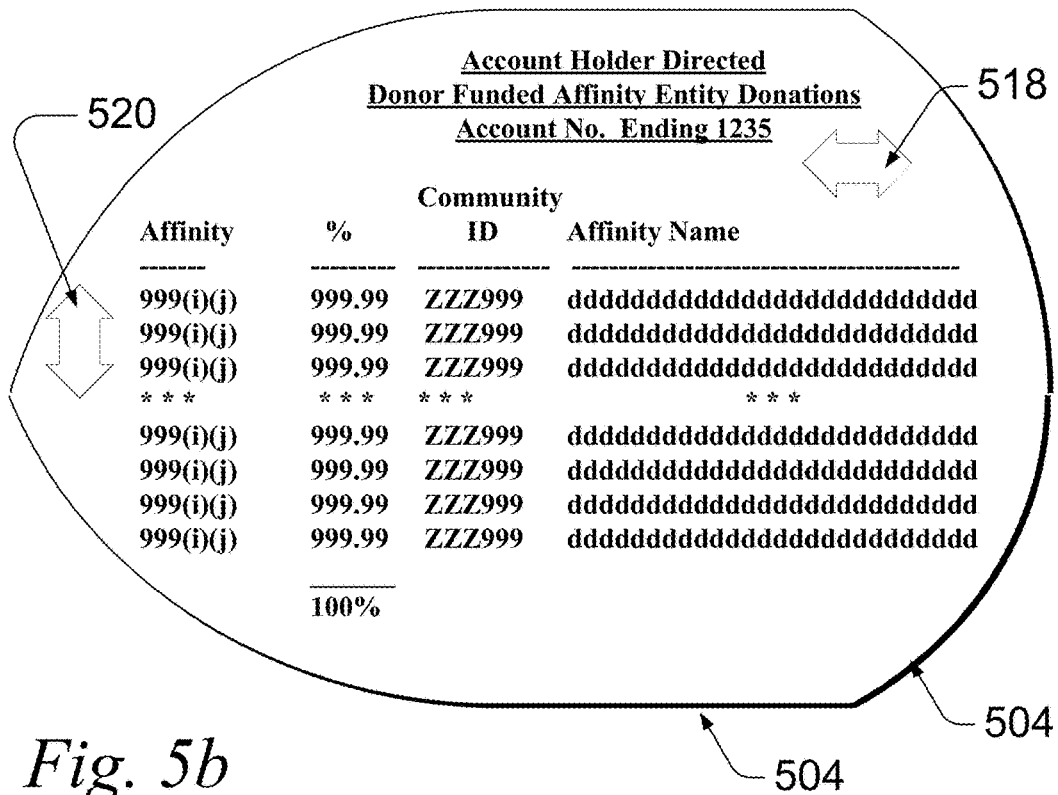 Account Holder Directed
Donor Funded Affinity Entity Donations
Account No. Ending 1235
520
518
Community
Affinity % ID Affinity Name
------- --------- -------------- ----------------------------------------
999(i)(j) 999.99 ZZZ999 dddddddddddddddddddddddddd
999(i)(j) 999.99 ZZZ999 dddddddddddddddddddddddddd
999(i)(j) 999.99 ZZZ999 dddddddddddddddddddddddddd
* * * * * * * * * * * *
999(i)(j) 999.99 ZZZ999 dddddddddddddddddddddddddd
999(i)(j) 999.99 ZZZ999 dddddddddddddddddddddddddd
999(i)(j) 999.99 ZZZ999 dddddddddddddddddddddddddd
999(i)(j) 999.99 ZZZ999 dddddddddddddddddddddddddd
100%
504
504
Fig. 5b